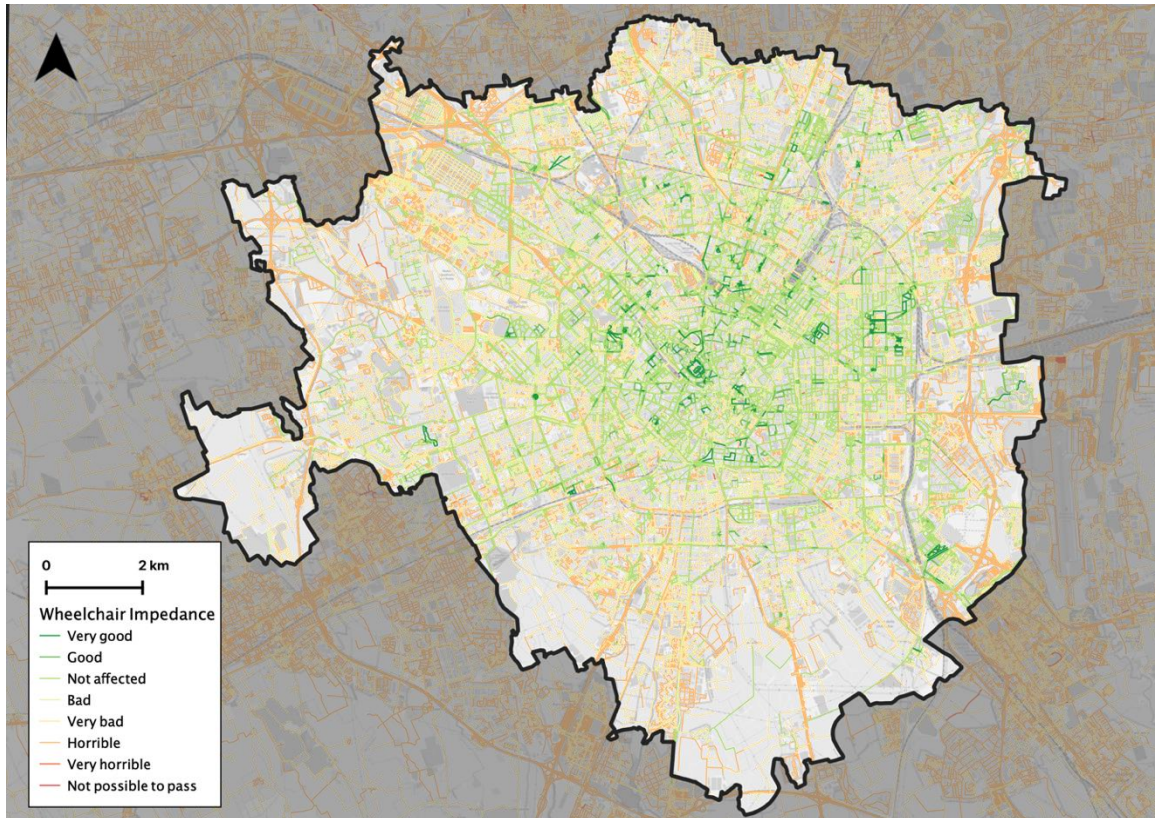 0 2 km
Wheelchair Impedance
Very good
Good
Not affected
Bad
Very bad
Horrible
Very horrible
Not possible to pass